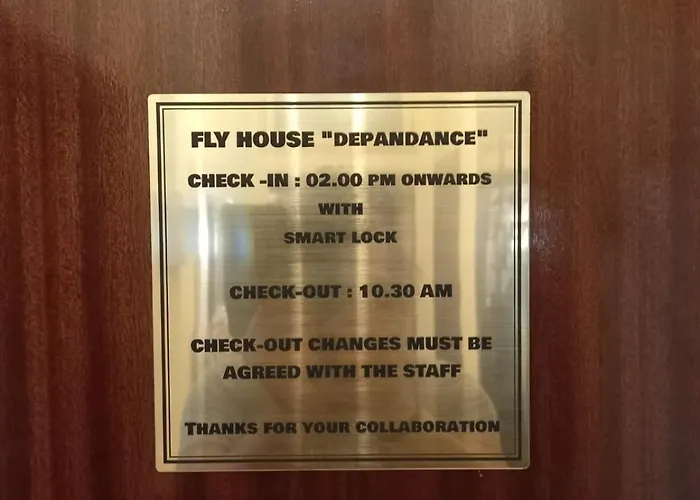 FLY HOUSE "DEPANDANCE"
CHECK -IN : 02.00 PM ONWARDS
WITH
SMART LOCK
CHECK-OUT : 10.30 AM
CHECK-OUT CHANGES MUST BE
AGREED WITH THE STAFF
THANKS FOR YOUR COLLABORATION